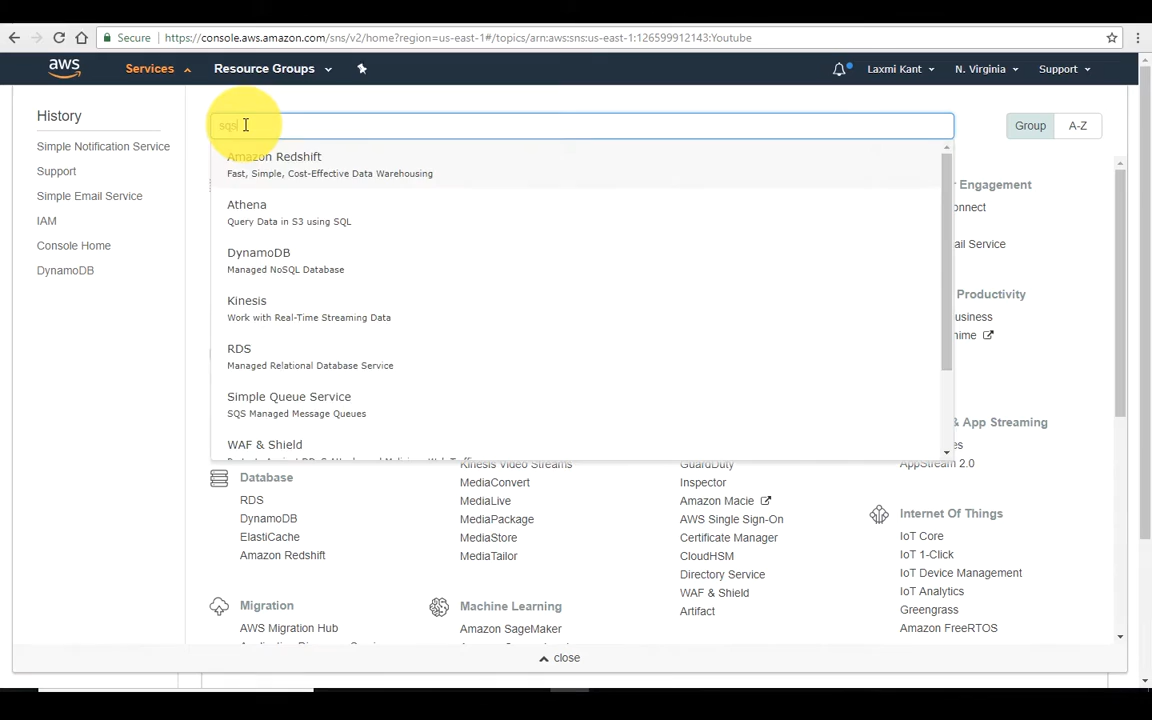 Secure https://console.aws.amazon.com/sns/v2/home?region=us-east-1#/topics/arn:aws:sns:us-east-1:126599912143:Youtube
aws Services Resource Groups Laxmi Kant N. Virginia Support
History
Simple Notification Service
Support
Simple Email Service
IAM
Console Home
DynamoDB
sqs
Group A-Z
Amazon Redshift
Fast, Simple, Cost-Effective Data Warehousing
Athena
Query Data in S3 using SQL
DynamoDB
Managed NoSQL Database
Kinesis
Work with Real-Time Streaming Data
RDS
Managed Relational Database Service
Simple Queue Service
SQS Managed Message Queues
WAF & Shield
Database
RDS
DynamoDB
ElastiCache
Amazon Redshift
Migration
AWS Migration Hub
Kinesis Video Streams
MediaConvert
MediaLive
MediaPackage
MediaStore
MediaTailor
Machine Learning
Amazon SageMaker
GuardDuty
Inspector
Amazon Macie
AWS Single Sign-On
Certificate Manager
CloudHSM
Directory Service
WAF & Shield
Artifact
Engagement
onnect
ail Service
Productivity
usiness
ime
& App Streaming
es
AppStream 2.0
Internet Of Things
IoT Core
IoT 1-Click
IoT Device Management
IoT Analytics
Greengrass
Amazon FreeRTOS
close